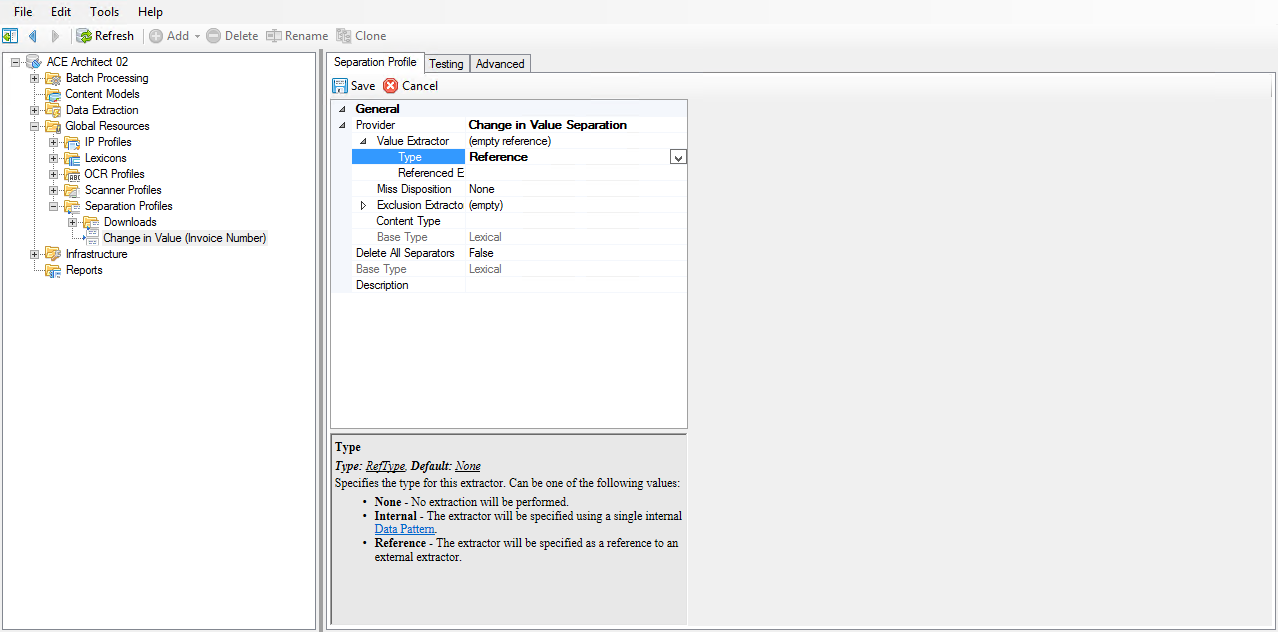 File Edit Tools Help
Refresh Add Delete Rename Clone
ACE Architect 02
Batch Processing
Content Models
Data Extraction
Global Resources
IP Profiles
Lexicons
OCR Profiles
Scanner Profiles
Separation Profiles
Downloads
Change in Value (Invoice Number)
Infrastructure
Reports
Separation Profile Testing Advanced
Save Cancel
General
Provider Change in Value Separation
Value Extractor (empty reference)
Type Reference
Referenced E
Miss Disposition None
Exclusion Extracto (empty)
Content Type
Base Type Lexical
Delete All Separators False
Base Type Lexical
Description
Type
Type: RefType, Default: None
Specifies the type for this extractor. Can be one of the following values:
• None - No extraction will be performed.
• Internal - The extractor will be specified using a single internal
Data Pattern.
• Reference - The extractor will be specified as a reference to an
external extractor.